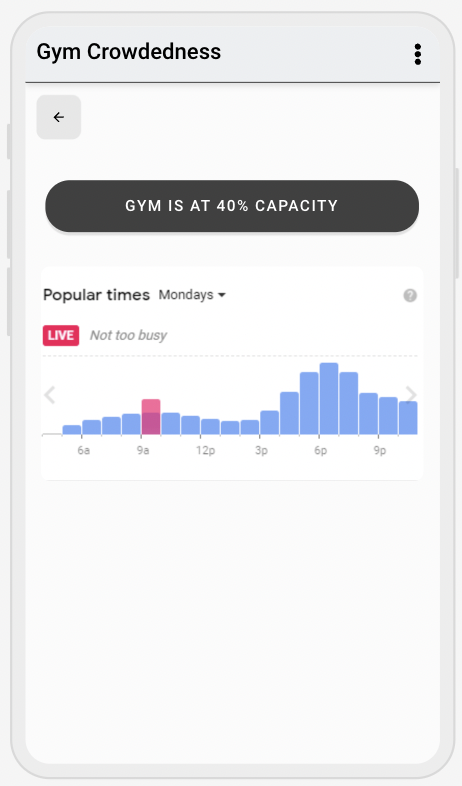 Gym Crowdedness
GYM IS AT 40% CAPACITY
Popular times Mondays
LIVE Not too busy
6a 9a 12p 3p 6p 9p